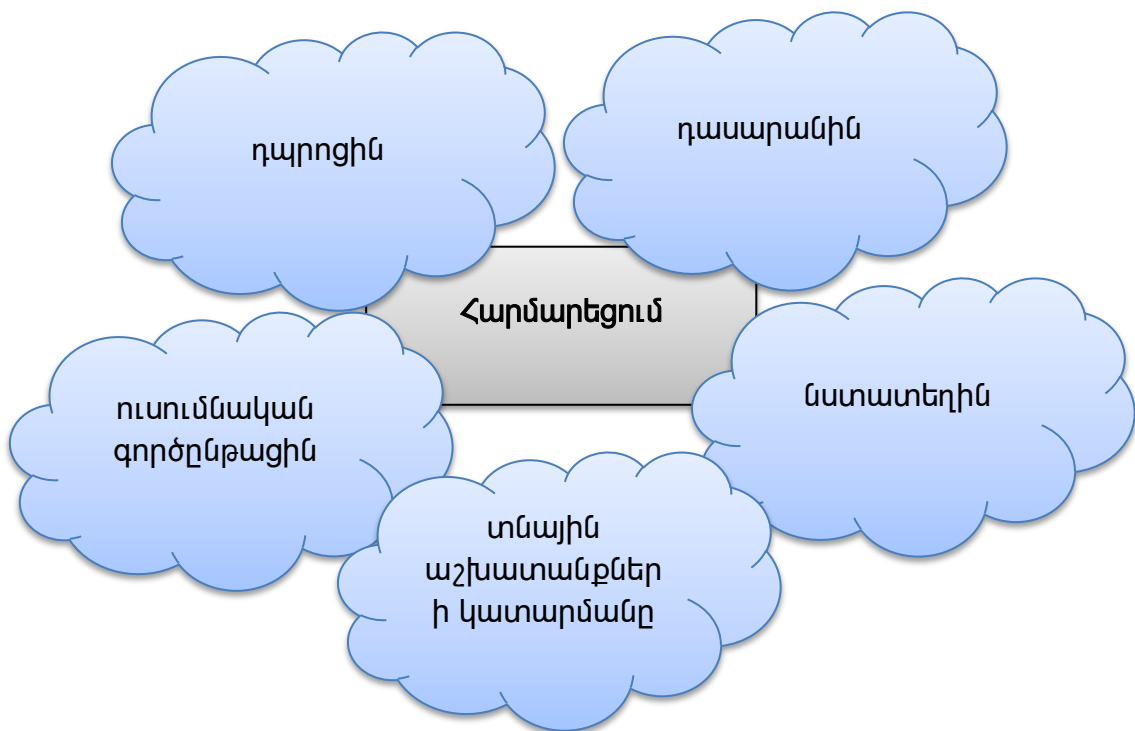 դպրոցին
դասարանին
Հարմարեցում
նստատեղին
ուսումնական
գործընթացին
տնային
աշխատանքներ
ի կատարմանը